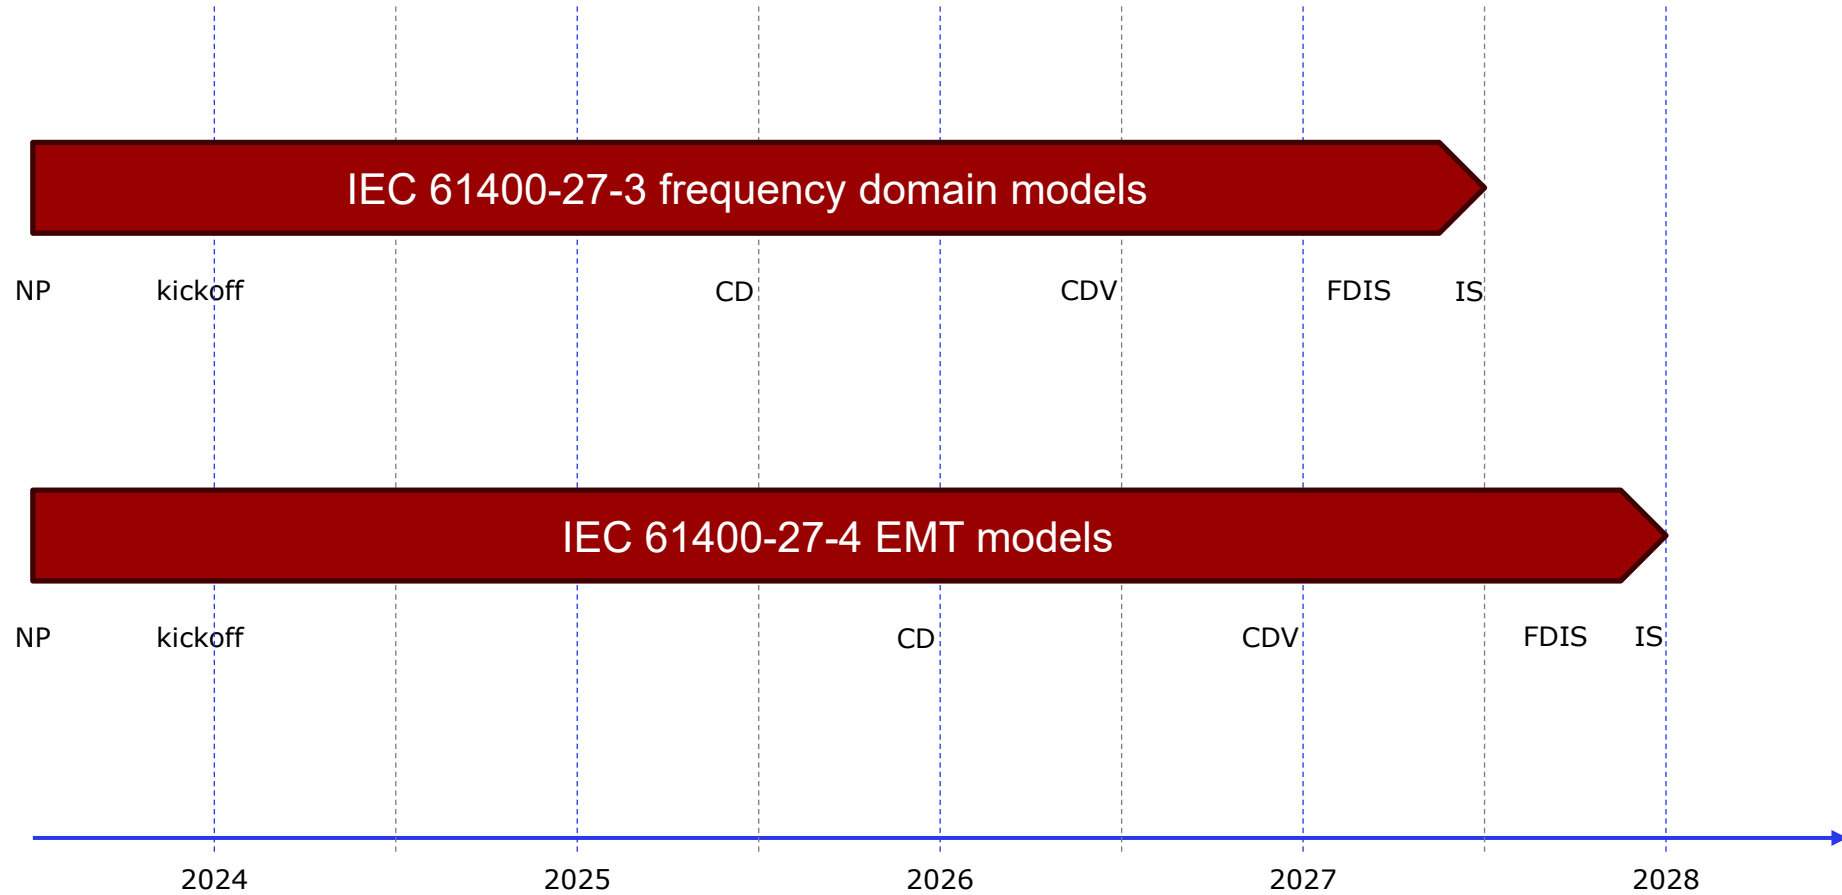 IEC 61400-27-3 frequency domain models
NP kickoff CD CDV FDIS IS
IEC 61400-27-4 EMT models
NP kickoff CD CDV FDIS IS
2024 2025 2026 2027 2028